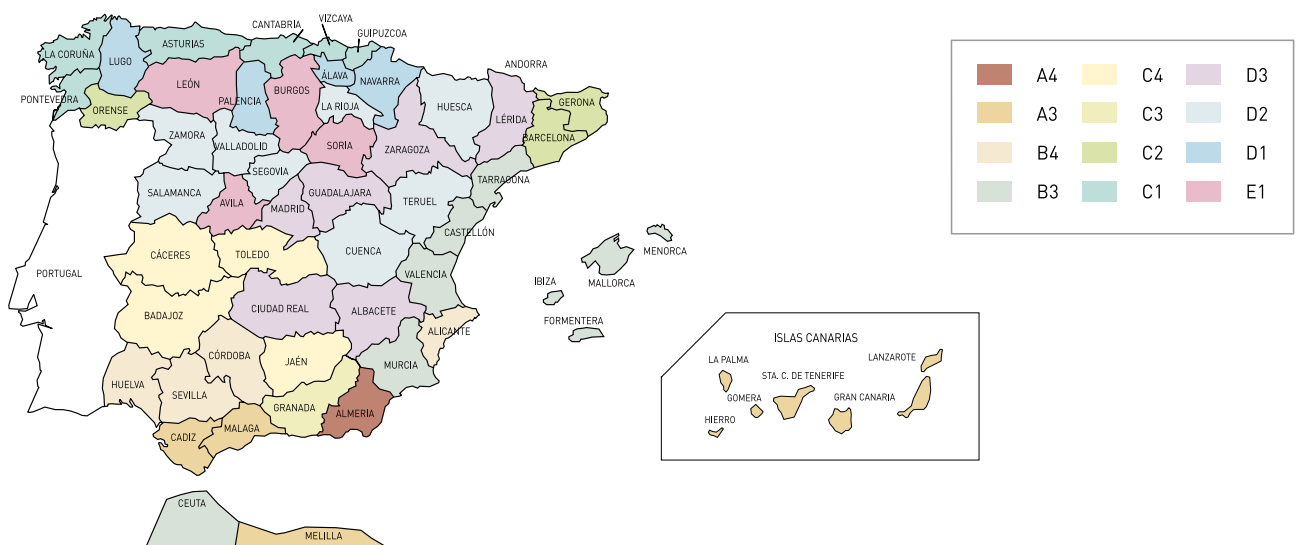 VIZCAYA
CANTABRIA
GUIPUZCOA
ASTURIAS
LA CORUÑA
LUGO
ANDORRA
ÁLAVA
NAVARRA
LEÓN
BURGOS
PONTEVEDRA
PALENCIA
LA RIOJA
HUESCA
GERONA
ORENSE
LÉRIDA
ZAMORA
BARCELONA
VALLADOLID
SORIA
ZARAGOZA
SEGOVIA
TARRAGONA
SALAMANCA
GUADALAJARA
AVILA
MADRID
TERUEL
CASTELLÓN
CÁCERES
TOLEDO
CUENCA
MENORCA
PORTUGAL
VALENCIA
IBIZA
MALLORCA
CIUDAD REAL
ALBACETE
BADAJOZ
FORMENTERA
ALICANTE
CÓRDOBA
JAÉN
MURCIA
HUELVA
SEVILLA
GRANADA
ALMERÍA
MALAGA
CADIZ
CEUTA
MELILLA
A4 C4 D3
A3 C3 D2
B4 C2 D1
B3 C1 E1
ISLAS CANARIAS
LA PALMA
LANZAROTE
STA. C. DE TENERIFE
GOMERA
GRAN CANARIA
HIERRO